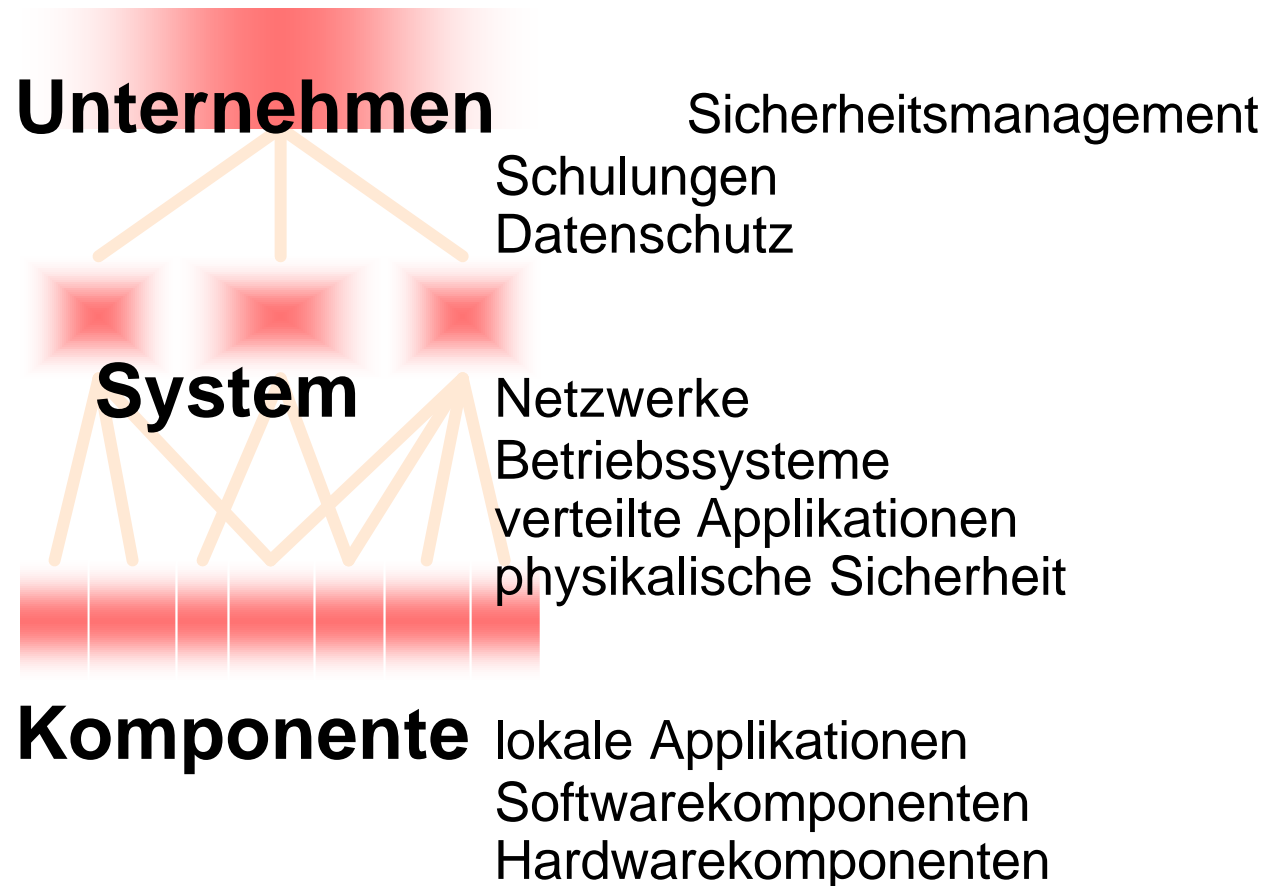 Unternehmen Sicherheitsmanagement
Schulungen
Datenschutz
System Netzwerke
Betriebssysteme
verteilte Applikationen
physikalische Sicherheit
Komponente lokale Applikationen
Softwarekomponenten
Hardwarekomponenten